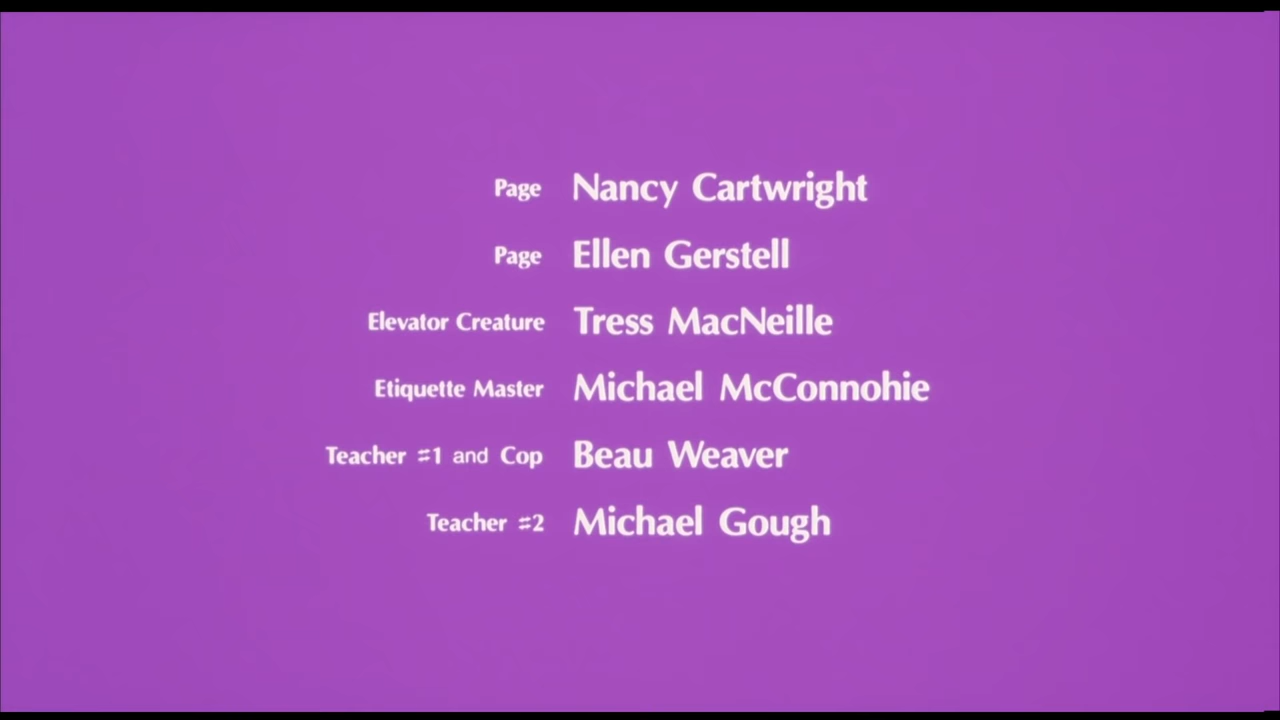 Page Nancy Cartwright
Page Ellen Gerstell
Elevator Creature Tress MacNeille
Etiquette Master Michael McConnohie
Teacher #1 and Cop Beau Weaver
Teacher #2 Michael Gough